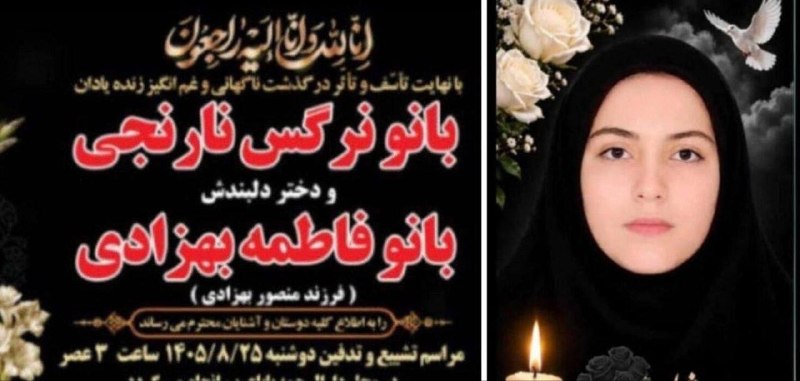 انا لله و انا الیه راجعون
با نهایت تأسف و تأثر درگذشت ناگهانی و غم انگیز زنده یادان
بانو نرگس نارنجی
و دختر دلبندش
بانو فاطمه بهزادی
( فرزند منصور بهزادی )
را به اطلاع کلیه دوستان و آشنایان محترم می رساند
مراسم تشییع و تدفین دوشنبه ۱۴۰۵/۸/۲۵ ساعت ۳ عصر